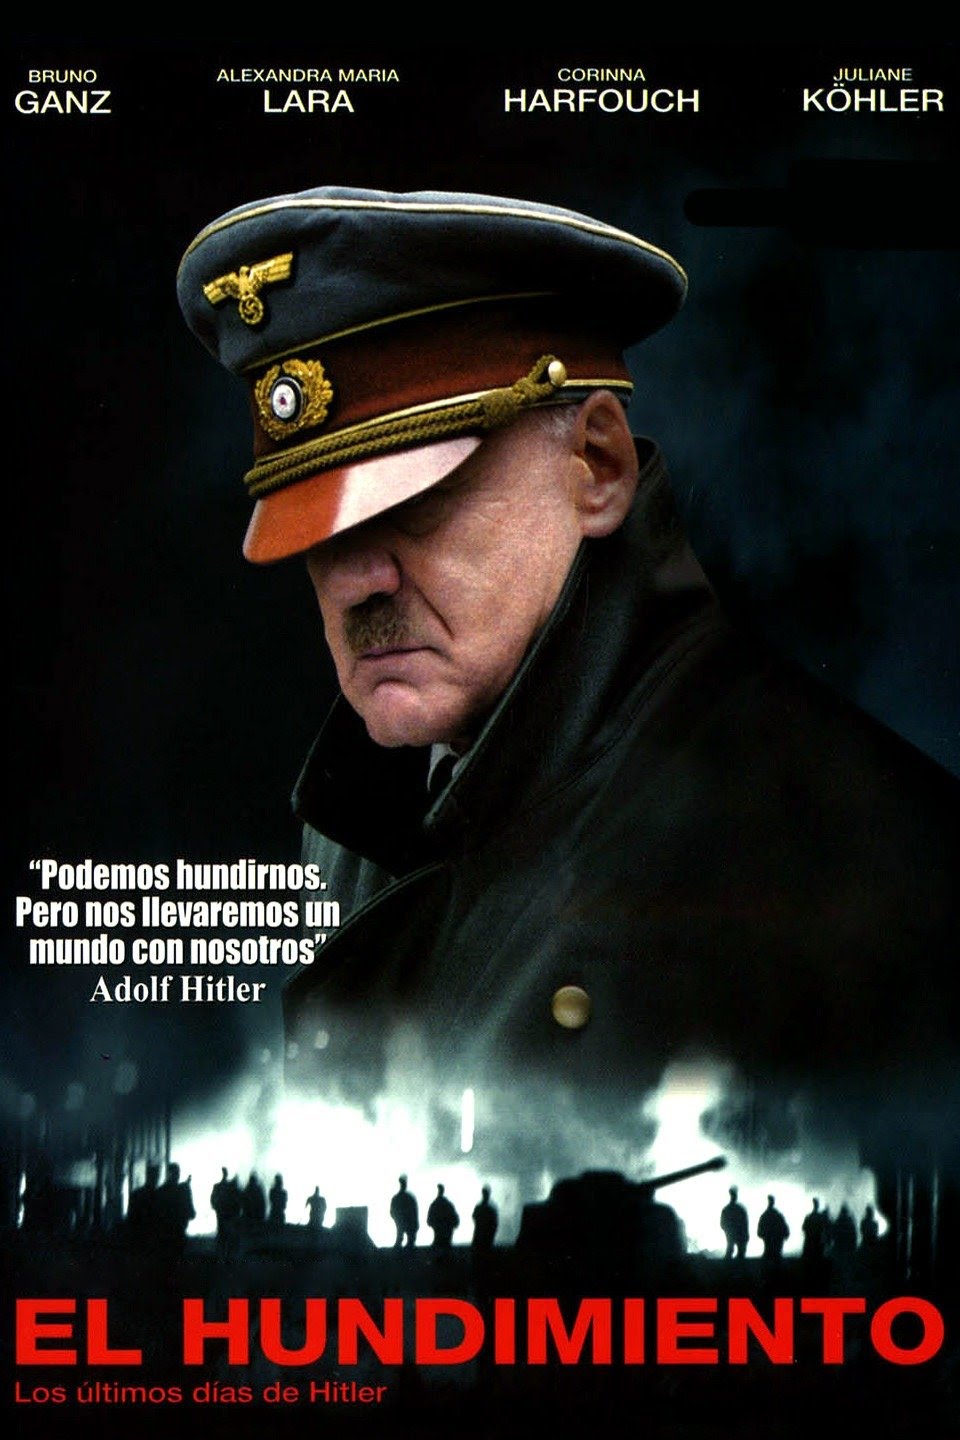 BRUNO
GANZ
ALEXANDRA MARIA
LARA
CORINNA
HARFOUCH
JULIANE
KÖHLER
“Podemos hundirnos.
Pero nos llevaremos un
mundo con nosotros”
Adolf Hitler
EL HUNDIMIENTO
Los últimos días de Hitler